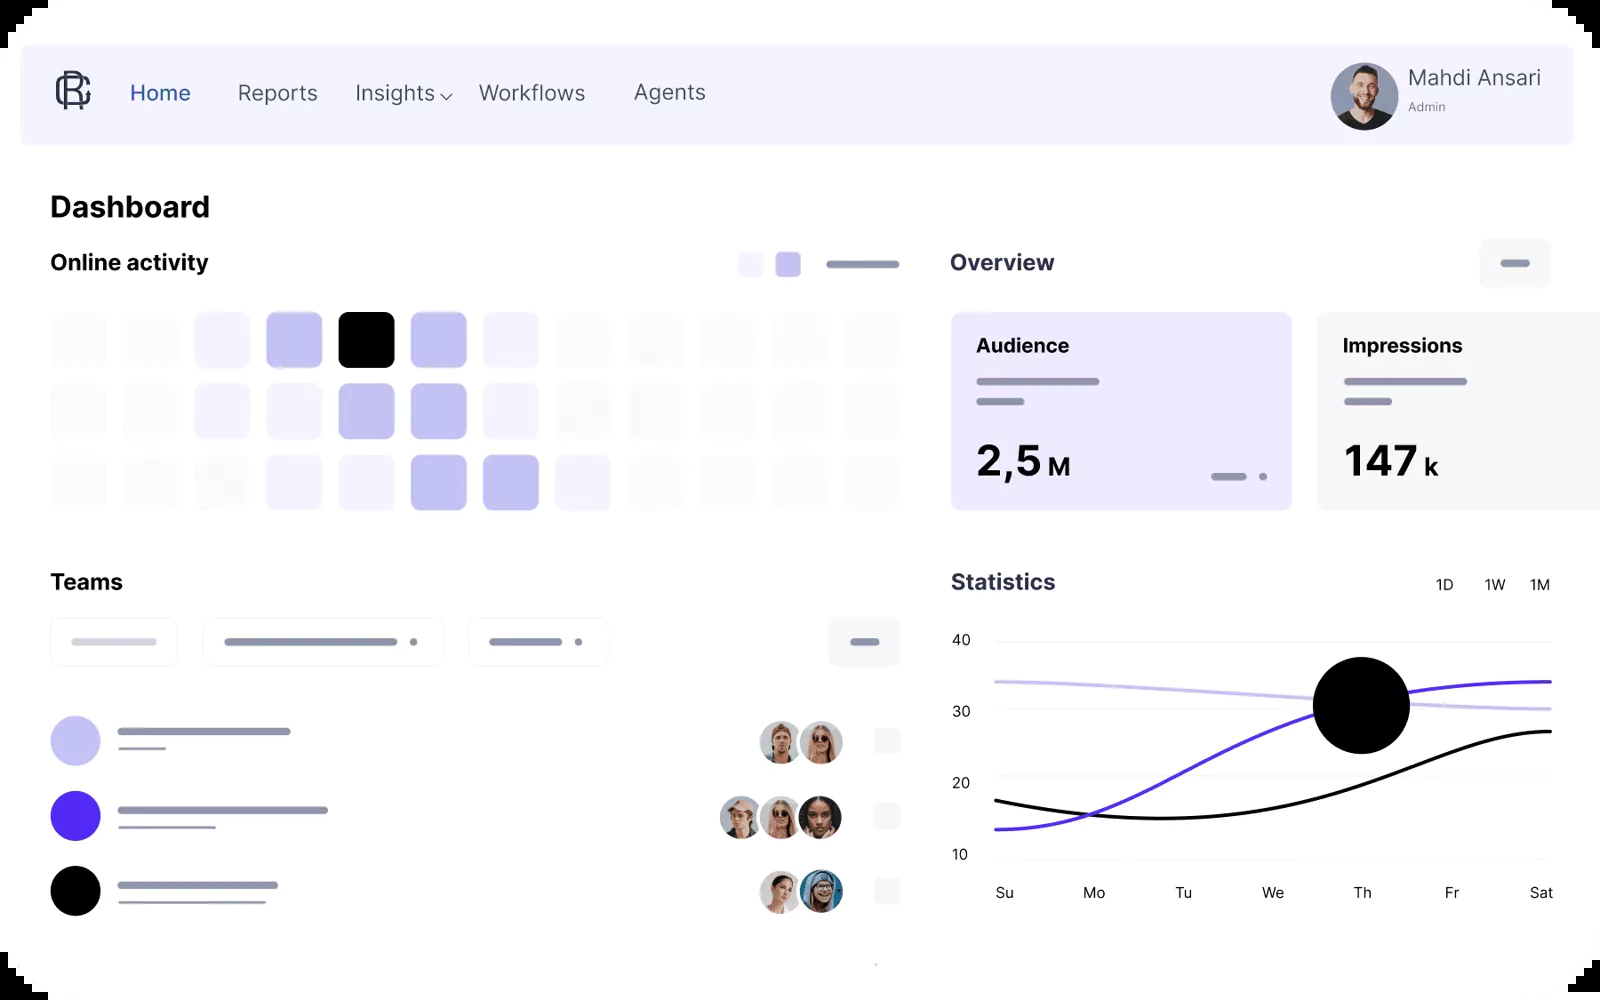 Home Reports Insights Workflows Agents
Mahdi Ansari
Admin
Dashboard
Online activity
Overview
Audience
2,5 M
Impressions
147 k
Teams
Statistics
1D 1W 1M
40
30
20
10
Su Mo Tu We Th Fr Sat